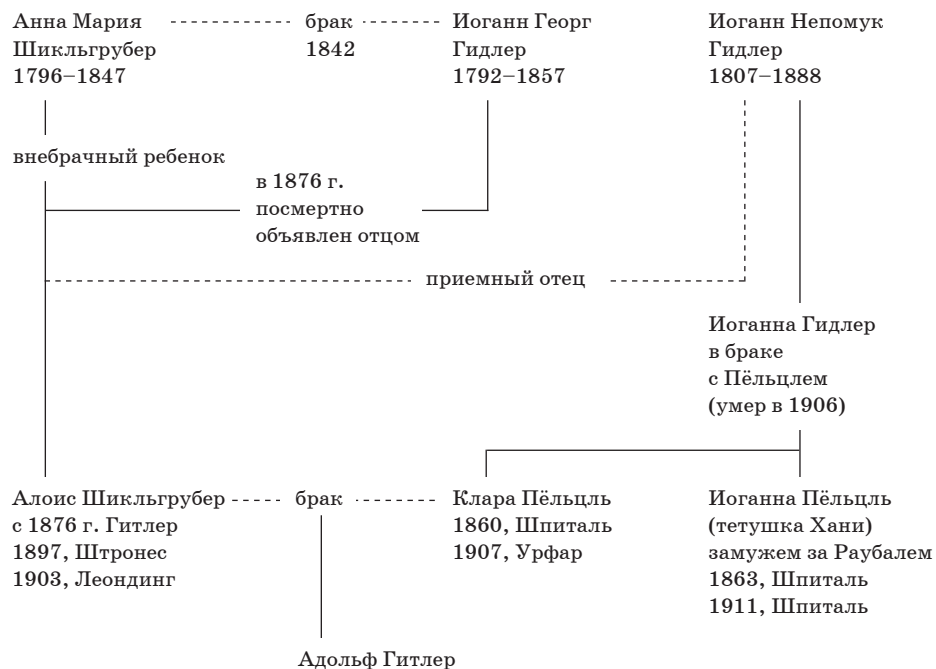 Анна Мария
Шикльгрубер
1796–1847
брак
1842
Иоганн Георг
Гидлер
1792–1857
Иоганн Непомук
Гидлер
1807–1888
внебрачный ребенок
в 1876 г.
посмертно
объявлен отцом
приемный отец
Иоганна Гидлер
в браке
с Пёльцлем
(умер в 1906)
Алоис Шикльгрубер
с 1876 г. Гитлер
1897, Штронес
1903, Леондинг
брак
Клара Пёльцль
1860, Шпиталь
1907, Урфар
Иоганна Пёльцль
(тетушка Хани)
замужем за Раубалем
1863, Шпиталь
1911, Шпиталь
Адольф Гитлер